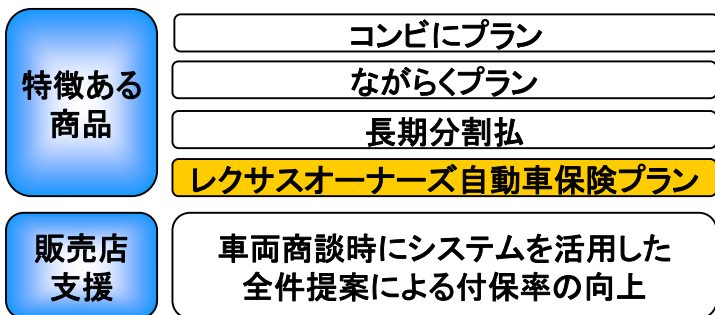 特徴ある
商品
コンビにプラン
ながらくプラン
長期分割払
レクサスオーナーズ自動車保険プラン
販売店
支援
車両商談時にシステムを活用した
全件提案による付保率の向上